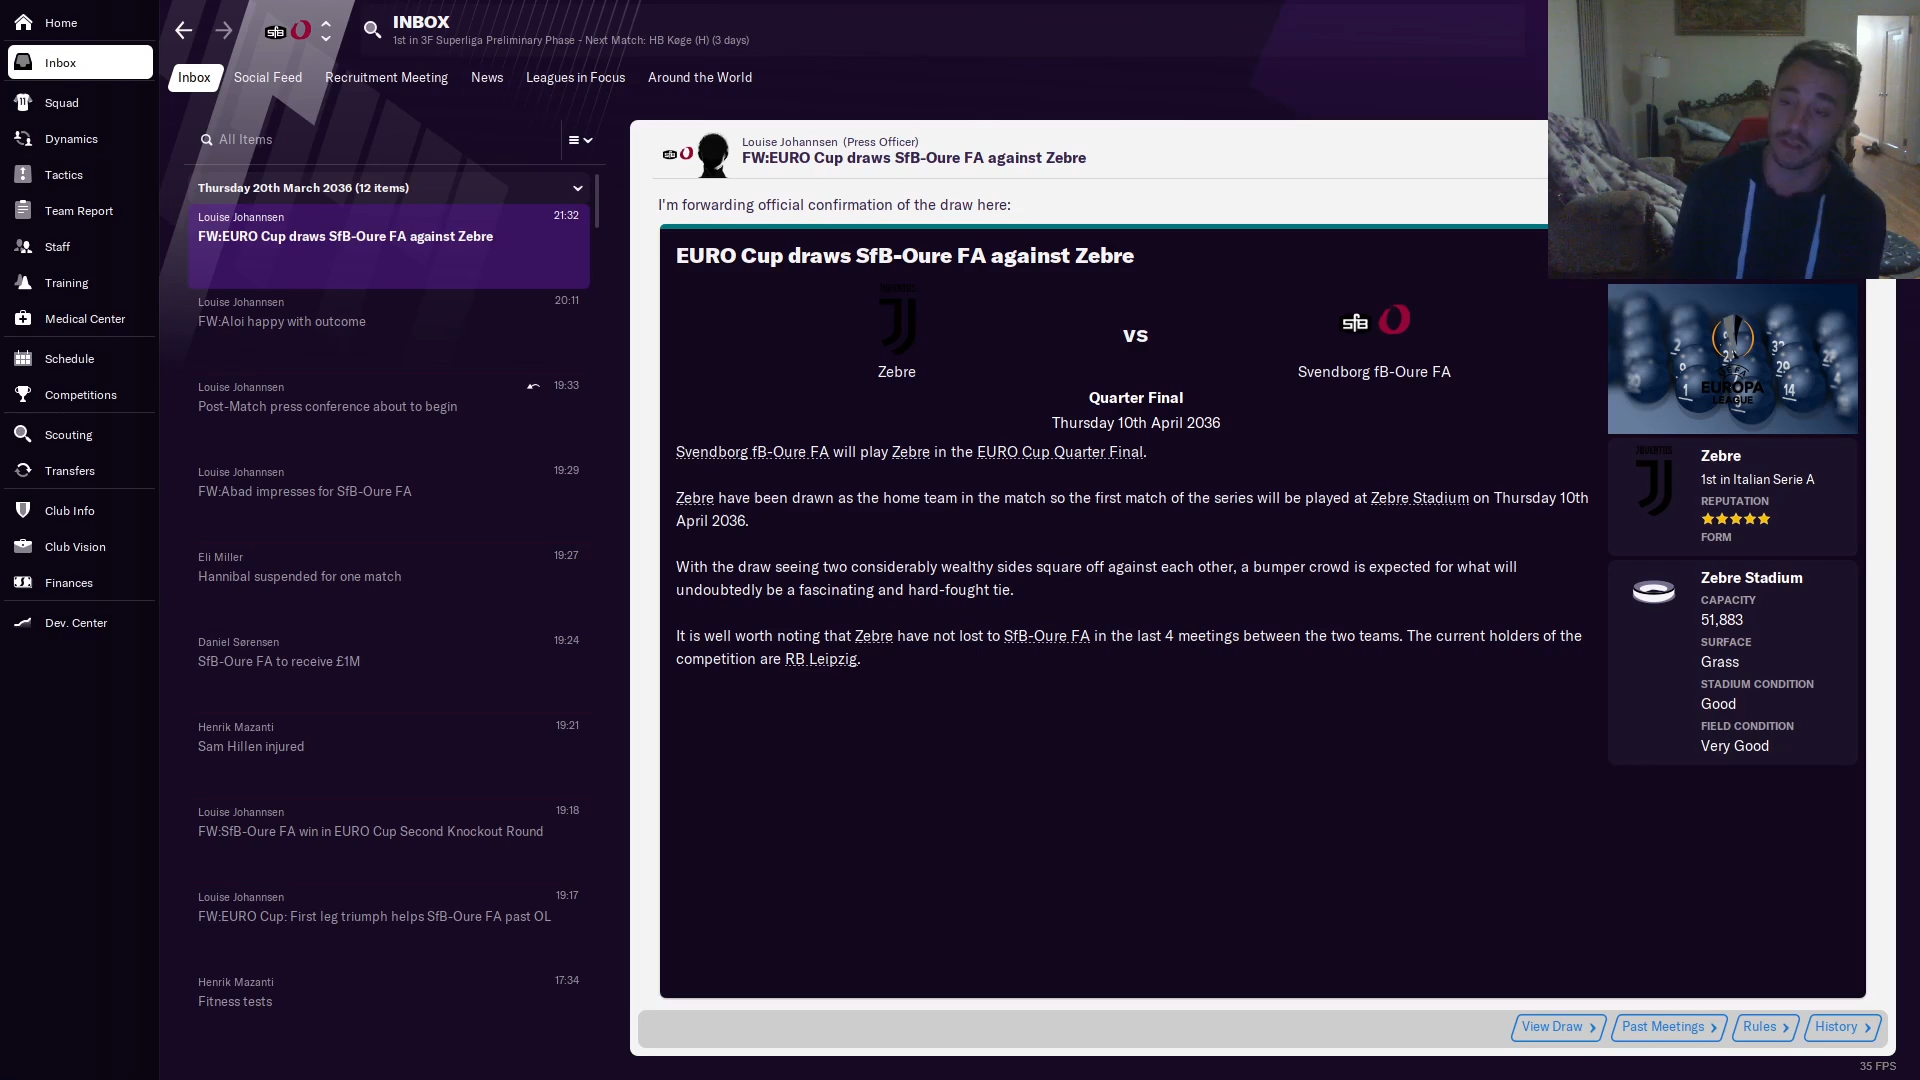 Home
Inbox
Squad
Dynamics
Tactics
Team Report
Staff
Training
Medical Center
Schedule
Competitions
Scouting
Transfers
Club Info
Club Vision
Finances
Dev. Center
sfb
INBOX
1st in 3F Superliga Preliminary Phase - Next Match: HB Køge (H) (3 days)
Inbox
Social Feed
Recruitment Meeting
News
Leagues in Focus
Around the World
All Items
Thursday 20th March 2036 (12 items)
Louise Johannsen
21:32
FW:EURO Cup draws SfB-Oure FA against Zebre
Louise Johannsen
20:11
FW:Aloi happy with outcome
Louise Johannsen
19:33
Post-Match press conference about to begin
Louise Johannsen
19:29
FW:Abad impresses for SfB-Oure FA
Eli Miller
19:27
Hannibal suspended for one match
Daniel Sørensen
19:24
SfB-Oure FA to receive £1M
Henrik Mazanti
19:21
Sam Hillen injured
Louise Johannsen
19:18
FW:SfB-Oure FA win in EURO Cup Second Knockout Round
Louise Johannsen
19:17
FW:EURO Cup: First leg triumph helps SfB-Oure FA past OL
Henrik Mazanti
17:34
Fitness tests
Louise Johannsen (Press Officer)
FW:EURO Cup draws SfB-Oure FA against Zebre
I'm forwarding official confirmation of the draw here:
EURO Cup draws SfB-Oure FA against Zebre
vs
sfb
Zebre
Svendborg fB-Oure FA
Quarter Final
Thursday 10th April 2036
Svendborg fB-Oure FA will play Zebre in the EURO Cup Quarter Final.
Zebre have been drawn as the home team in the match so the first match of the series will be played at Zebre Stadium on Thursday 10th
April 2036.
With the draw seeing two considerably wealthy sides square off against each other, a bumper crowd is expected for what will
undoubtedly be a fascinating and hard-fought tie.
It is well worth noting that Zebre have not lost to SfB-Oure FA in the last 4 meetings between the two teams. The current holders of the
competition are RB Leipzig.
UEFA
EUROPA
LEAGUE
Zebre
1st in Italian Serie A
REPUTATION
FORM
Zebre Stadium
CAPACITY
51,883
SURFACE
Grass
STADIUM CONDITION
Good
FIELD CONDITION
Very Good
View Draw
Past Meetings
Rules
History
35 FPS